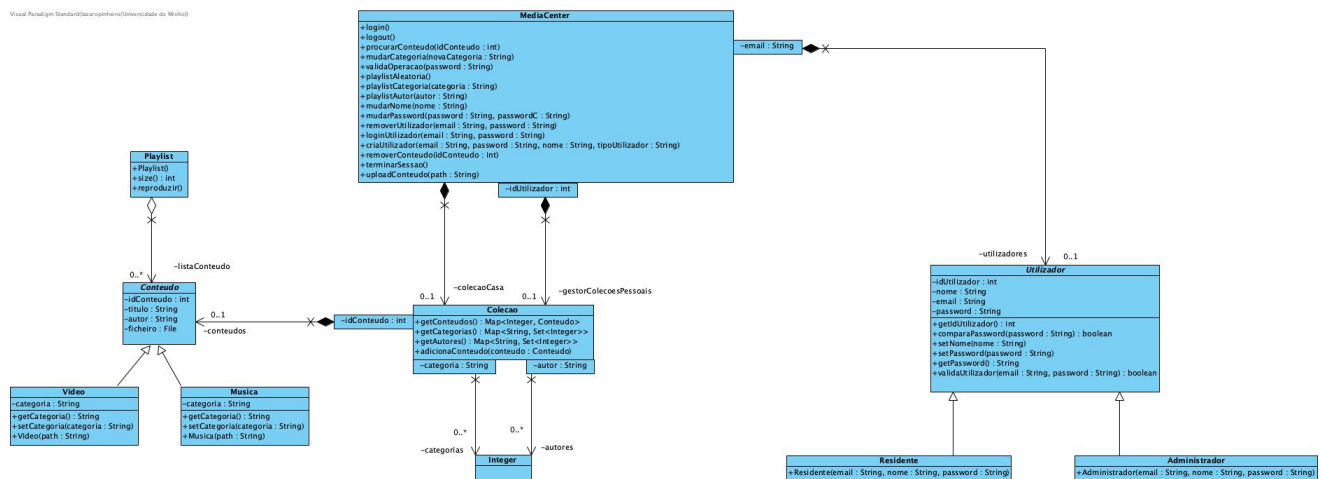 Visual Paradigm Standard(lazaropinheiro(Universidade do Minho))
MediaCenter
+login()
+logout()
+procurarConteudo(idConteudo : int)
+mudarCategoria(novaCategoria : String)
+validaOperacao(password : String)
+playlistAleatoria()
+playlistCategoria(categoria : String)
+playlistAutor(autor : String)
+mudarNome(nome : String)
+mudarPassword(password : String, passwordC : String)
+removerUtilizador(email : String, password : String)
+loginUtilizador(email : String, password : String)
+criaUtilizador(email : String, password : String, nome : String, tipoUtilizador : String)
+removerConteudo(idConteudo : int)
+terminarSessao()
+uploadConteudo(path : String)
-email : String
-idUtilizador : int
Playlist
+Playlist()
+size() : int
+reproduzir()
0..*
-listaConteudo
Conteudo
-idConteudo : int
-titulo : String
-autor : String
-ficheiro : File
0..1
-conteudos
-idConteudo : int
0..1
-colecaoCasa
0..1
-gestorColecoesPessoais
Colecao
+getConteudos() : Map<Integer, Conteudo>
+getCategorias() : Map<String, Set<Integer>>
+getAutores() : Map<String, Set<Integer>>
+adicionaConteudo(conteudo : Conteudo)
-categoria : String
-autor : String
0..*
-categorias
0..*
-autores
Integer
Video
-categoria : String
+getCategoria() : String
+setCategoria(categoria : String)
+Video(path : String)
Musica
-categoria : String
+getCategoria() : String
+setCategoria(categoria : String)
+Musica(path : String)
-utilizadores
0..1
Utilizador
-idUtilizador : int
-nome : String
-email : String
-password : String
+getIdUtilizador() : int
+comparaPassword(password : String) : boolean
+setNome(nome : String)
+setPassword(password : String)
+getPassword() : String
+validaUtilizador(email : String, password : String) : boolean
Residente
+Residente(email : String, nome : String, password : String)
Administrador
+Administrador(email : String, nome : String, password : String)